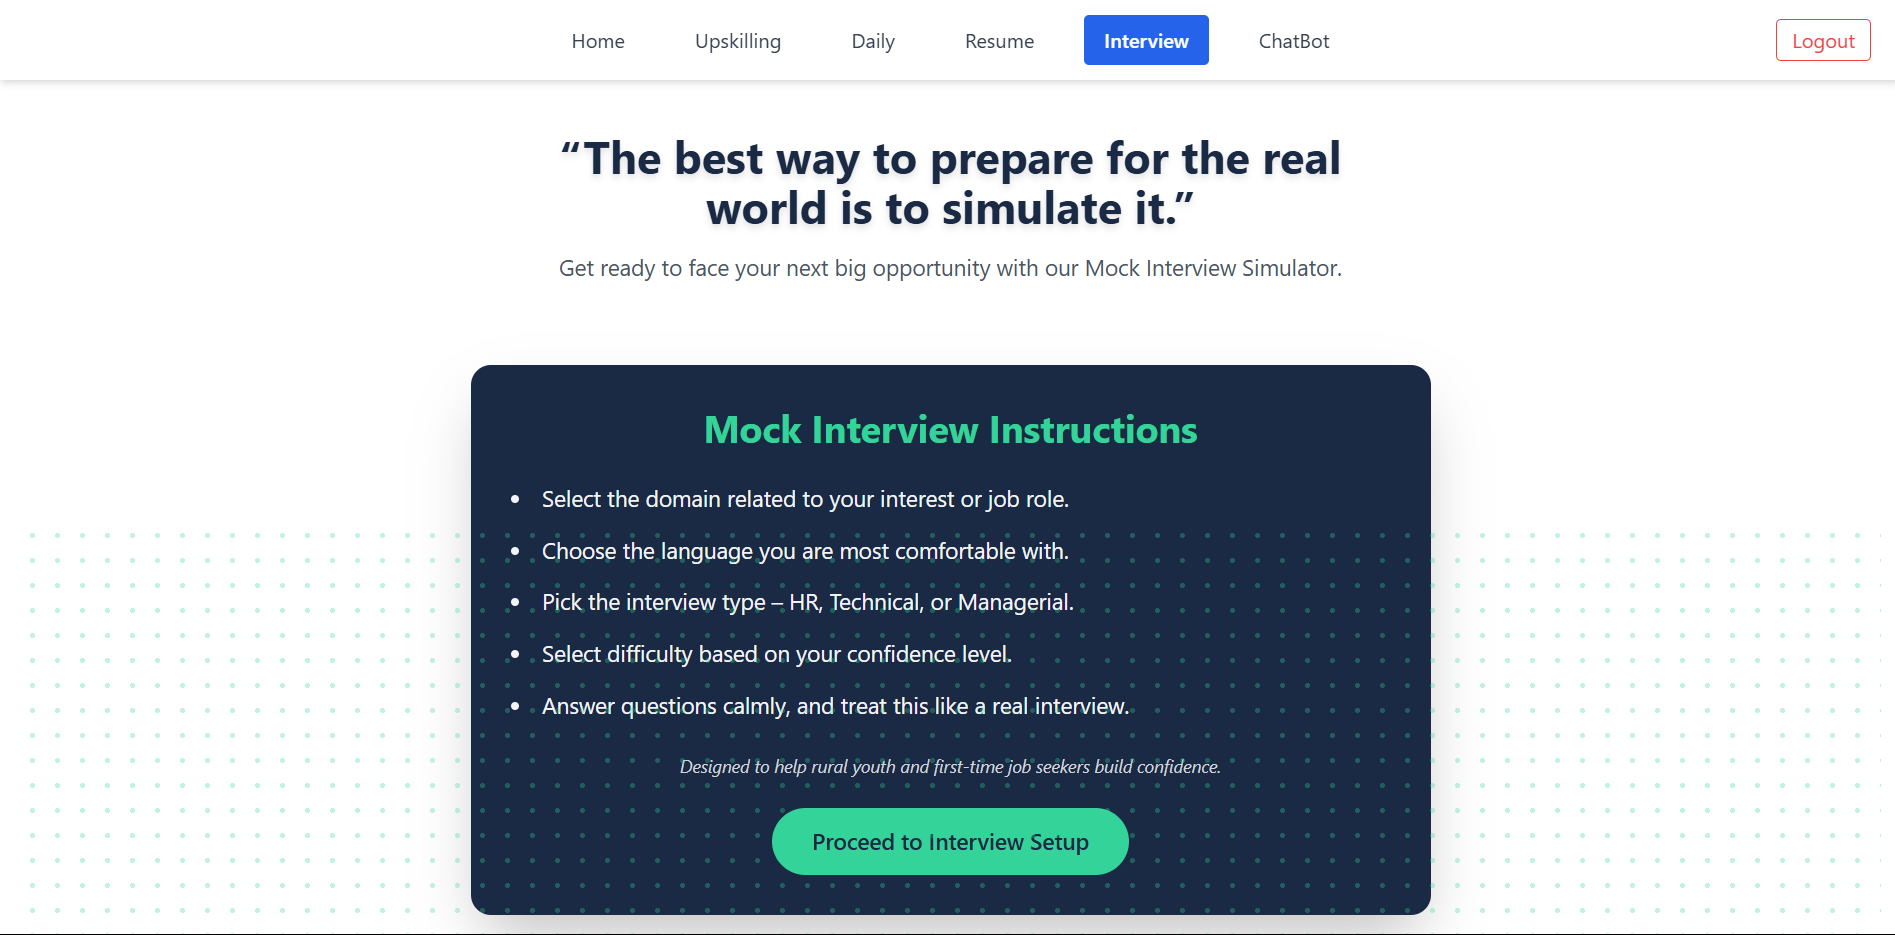 Home Upskilling Daily Resume Interview ChatBot Logout
“The best way to prepare for the real
world is to simulate it.”
Get ready to face your next big opportunity with our Mock Interview Simulator.
Mock Interview Instructions
• Select the domain related to your interest or job role.
• Choose the language you are most comfortable with.
• Pick the interview type – HR, Technical, or Managerial.
• Select difficulty based on your confidence level.
• Answer questions calmly, and treat this like a real interview.
Designed to help rural youth and first-time job seekers build confidence.
Proceed to Interview Setup